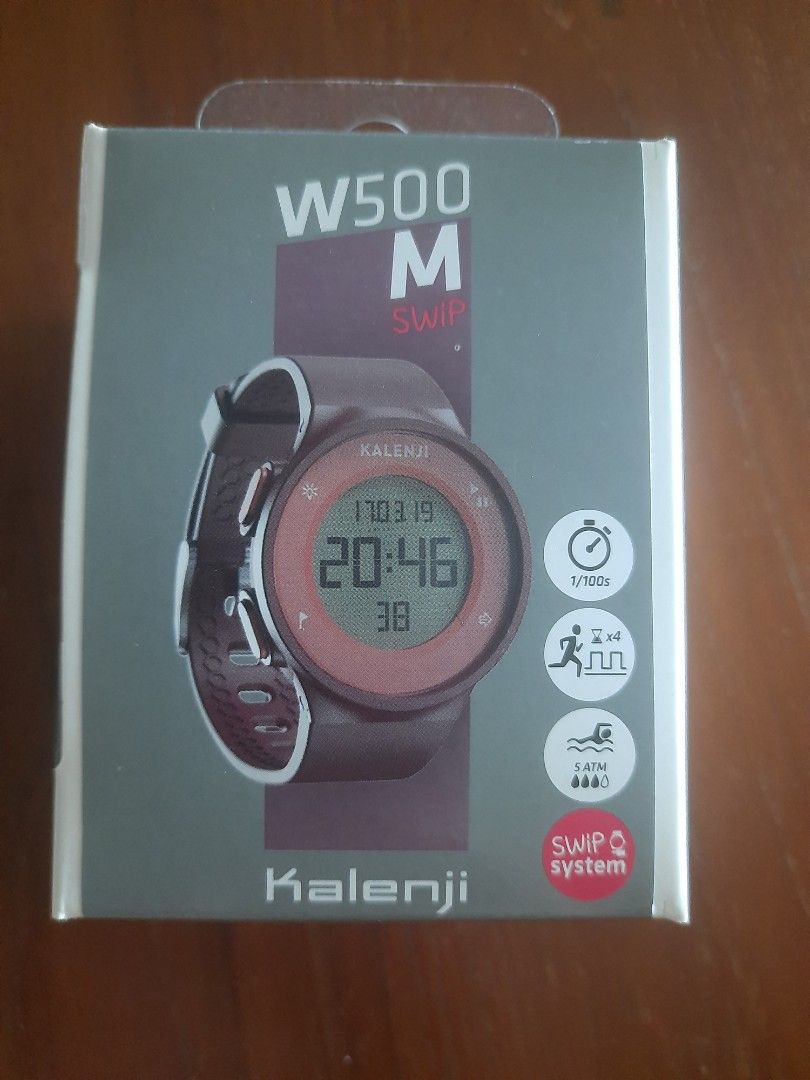 W500
M
SWiP
KALENJI
17.03.19
20:46
38
1/100s
x4
5 ATM
SWiP
system
Kalenji